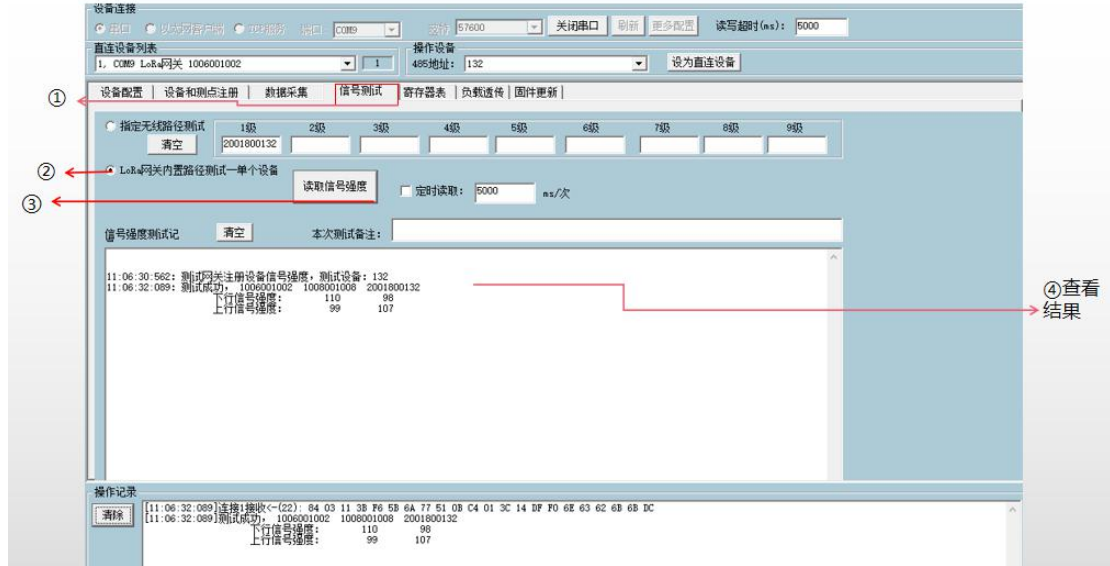 设备连接
串口 以太网客户端 TCP服务 端口: COM9 波特 57600 关闭串口 刷新 更多配置 读写超时(ms): 5000
直连设备列表 操作设备
1, COM9 LoRa网关 1006001002 1 485地址: 132 设为直连设备
① 设备配置 设备和测点注册 数据采集 信号测试 寄存器表 负载透传 固件更新
指定无线路径测试 1级 2级 3级 4级 5级 6级 7级 8级 9级
清空 2001800132
② LoRa网关内置路径测试—单个设备
③ 读取信号强度 定时读取: 5000 ms/次
信号强度测试记 清空 本次测试备注:
11:06:30:562: 测试网关注册设备信号强度, 测试设备: 132
11:06:32:089: 测试成功, 1006001002 1008001008 2001800132
下行信号强度: 110 98
上行信号强度: 99 107
④查看
结果
操作记录
清除
[11:06:32:089]连接1接收<-(22): 84 03 11 3B F6 5B 6A 77 51 0B C4 01 3C 14 DF F0 6E 63 62 6B 6B DC
[11:06:32:089]测试成功, 1006001002 1008001008 2001800132
下行信号强度: 110 98
上行信号强度: 99 107